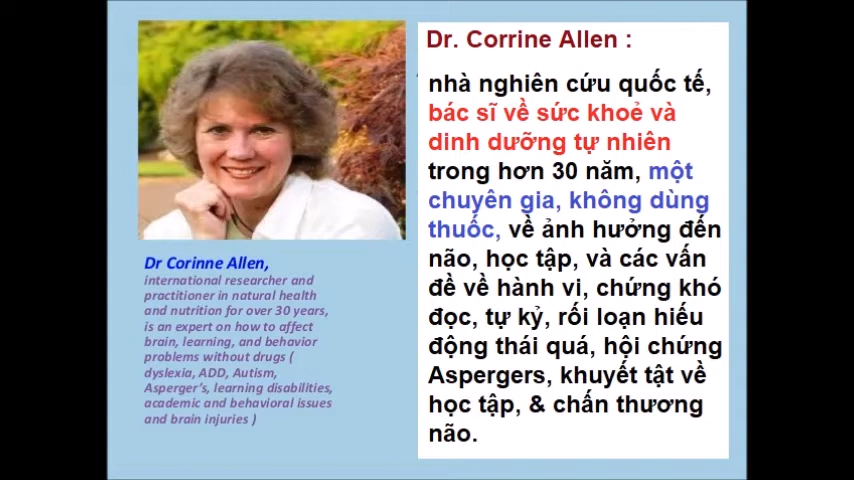 Dr Corinne Allen,
international researcher and
practitioner in natural health
and nutrition for over 30 years,
is an expert on how to affect
brain, learning, and behavior
problems without drugs (
dyslexia, ADD, Autism,
Asperger's, learning disabilities,
academic and behavioral issues
and brain injuries )
Dr. Corrine Allen :
nhà nghiên cứu quốc tế,
bác sĩ về sức khoẻ và
dinh dưỡng tự nhiên
trong hơn 30 năm, một
chuyên gia, không dùng
thuốc, về ảnh hưởng đến
não, học tập, và các vấn
đề về hành vi, chứng khó
đọc, tự kỷ, rối loạn hiếu
động thái quá, hội chứng
Aspergers, khuyết tật về
học tập, & chấn thương
não.